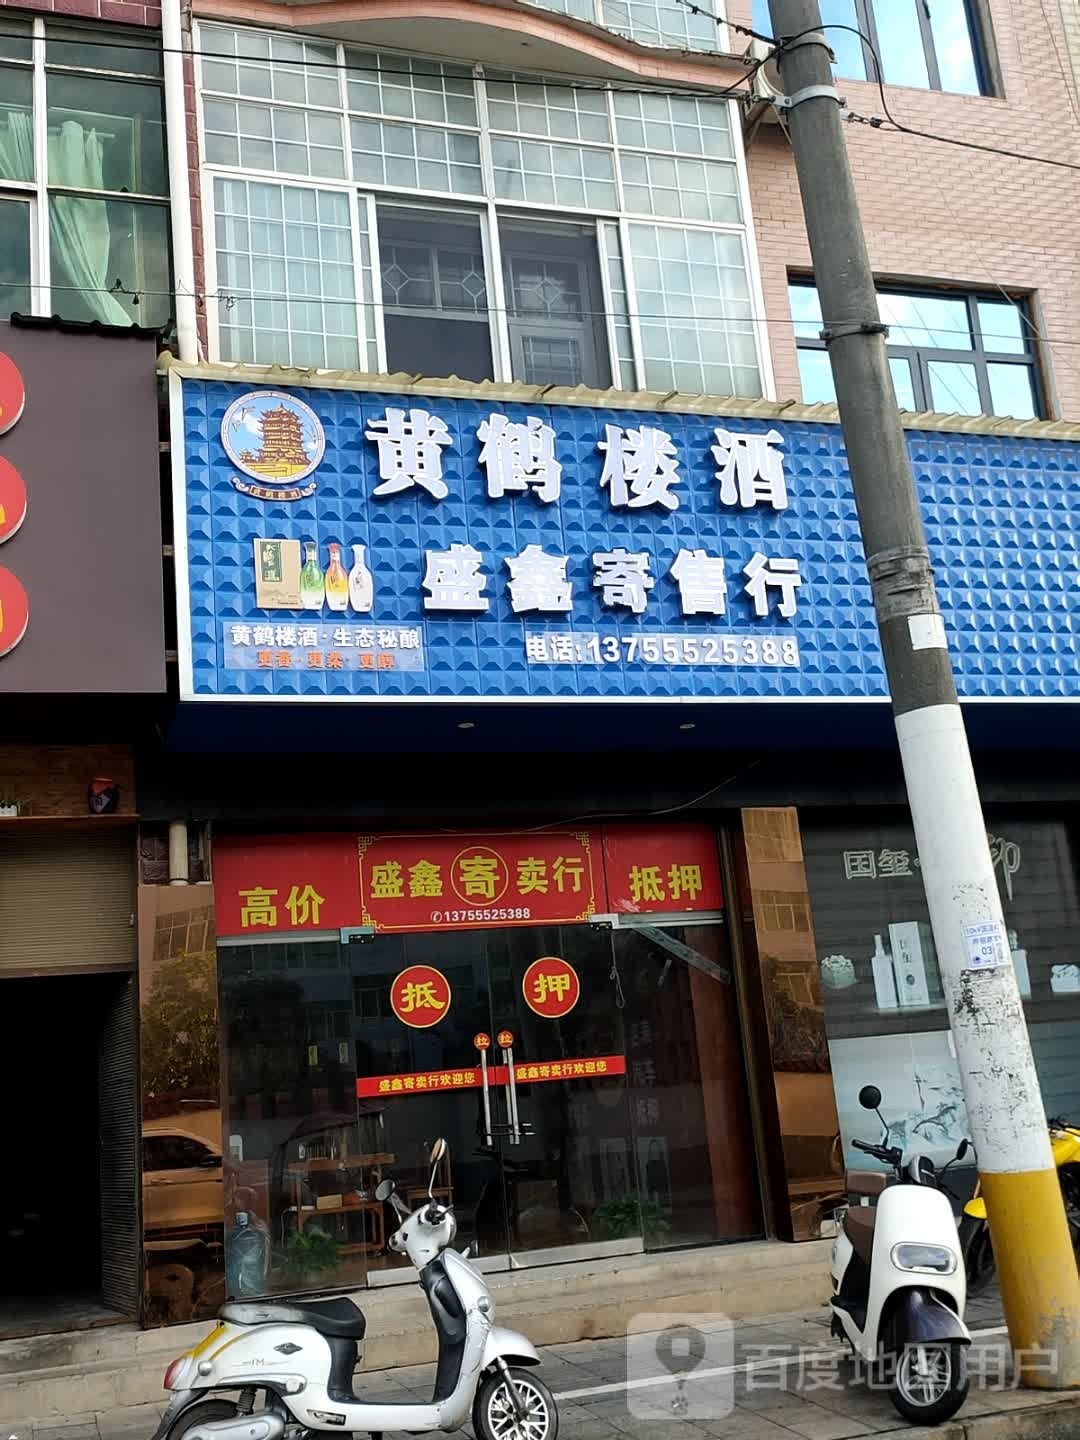 黄鹤楼酒
盛鑫寄售行
黄鹤楼酒·生态秘酿
更香·更柔·更醇
电话:13755525388
高价
盛鑫寄卖行
抵押
✆13755525388
抵
押
拉
拉
盛鑫寄卖行欢迎您
盛鑫寄卖行欢迎您
国玺·
03
百度地图用户